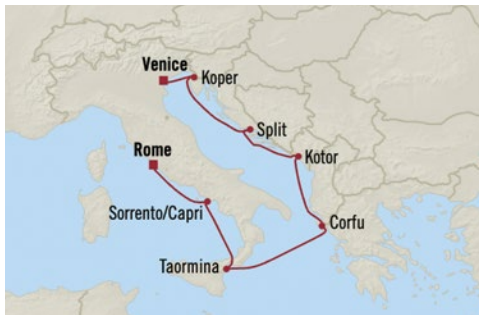 Venice
Koper
Split
Rome
Kotor
Sorrento/Capri
Corfu
Taormina